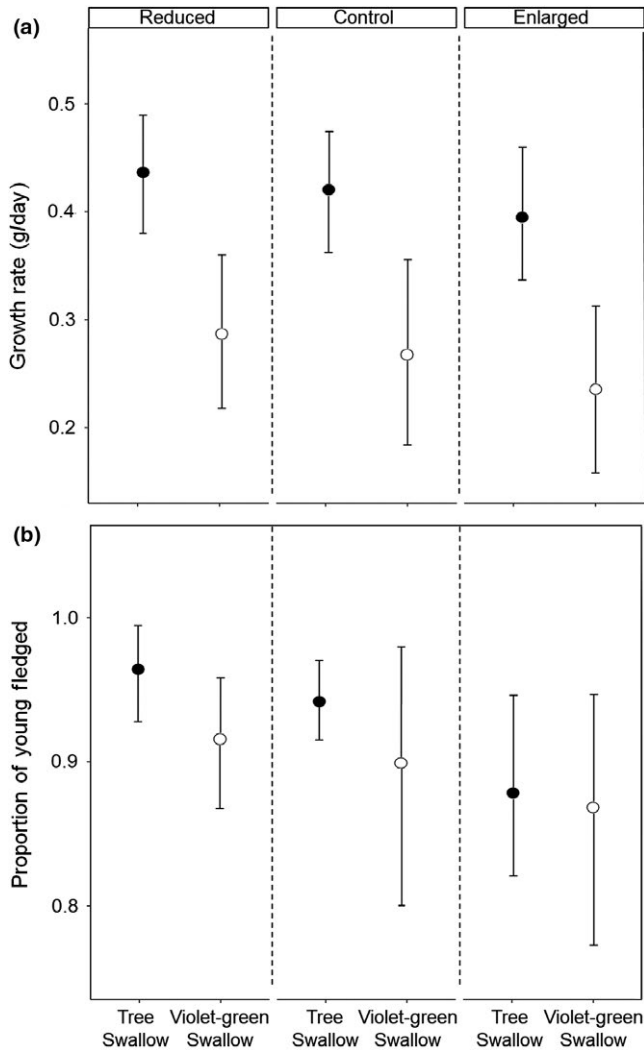 (a)
Reduced
Control
Enlarged
Growth rate (g/day)
0.5
0.4
0.3
0.2
(b)
Proportion of young fledged
1.0
0.9
0.8
Tree
Swallow
Violet-green
Swallow
Tree
Swallow
Violet-green
Swallow
Tree
Swallow
Violet-green
Swallow